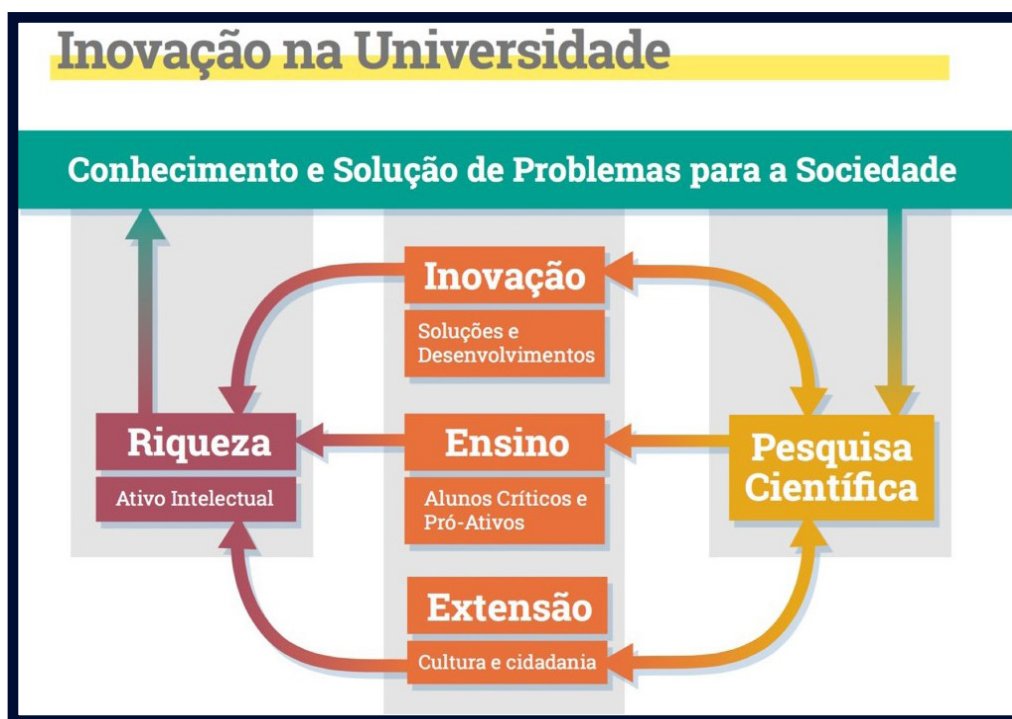 Inovação na Universidade
Conhecimento e Solução de Problemas para a Sociedade
Inovação
Soluções e
Desenvolvimentos
Riqueza
Ativo Intelectual
Ensino
Alunos Críticos e
Pró-Ativos
Pesquisa
Científica
Extensão
Cultura e cidadania